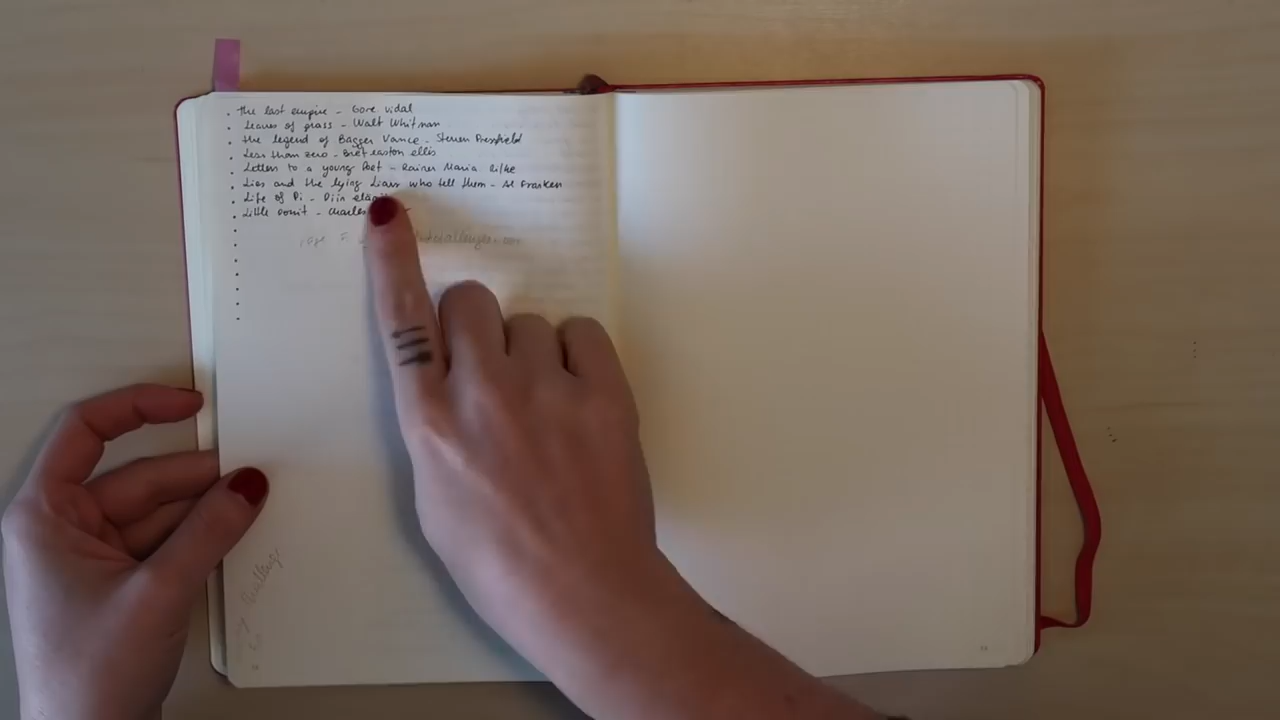 . The last empire - Gore Vidal
. Leaves of grass - Walt Whitman
. the legend of Bagger Vance - Steven Pressfield
. Less than zero - Bret easton ellis
. Letters to a young Poet - Rainer Maria Rilke
. Lies and the lying Liars who tell them - Al Franken
. Life of Pi -
. Little Dorrit - Charles